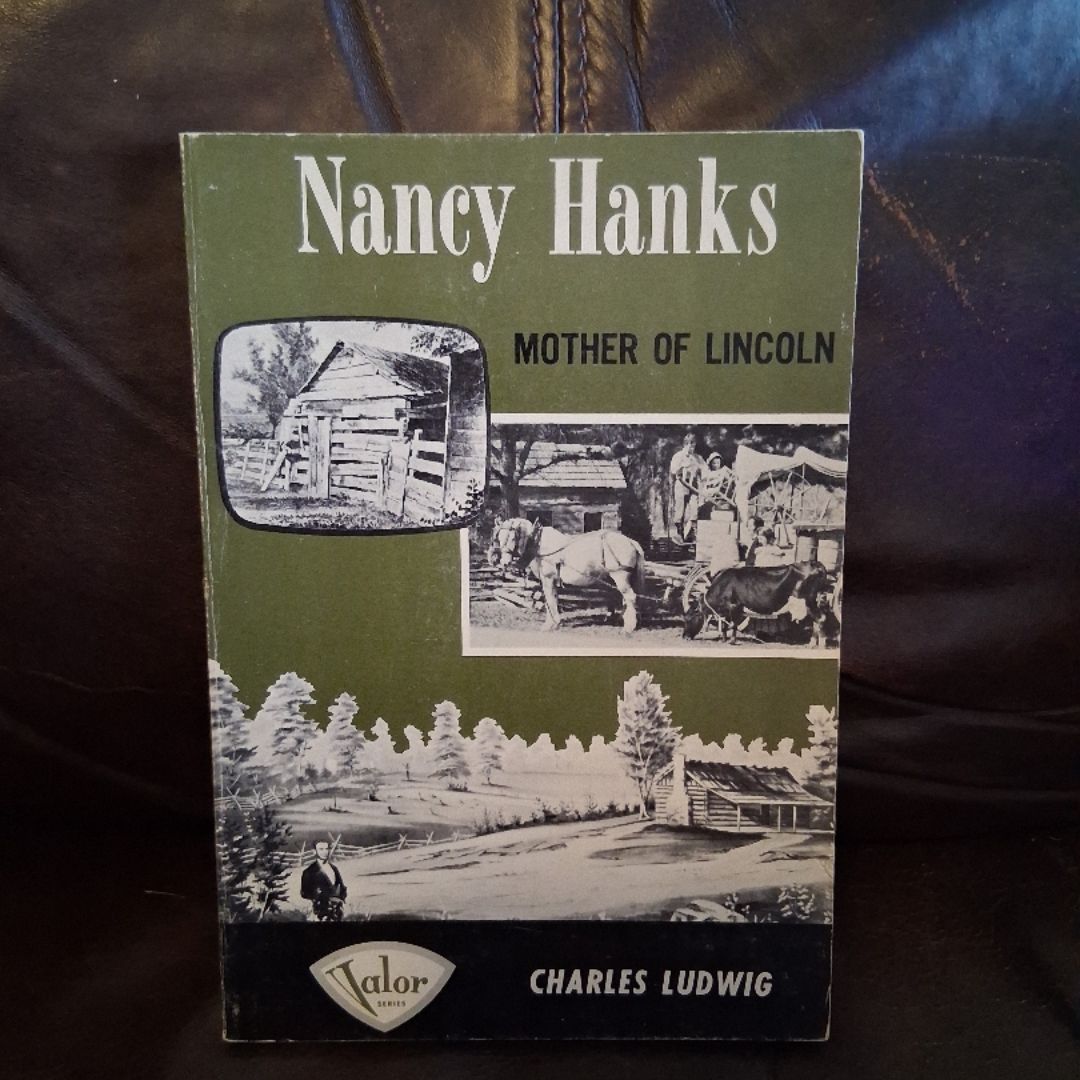 Nancy Hanks
MOTHER OF LINCOLN
Valor
SERIES
CHARLES LUDWIG